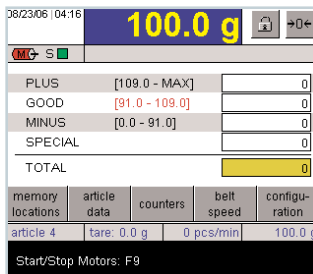 08/23/06 | 04:16 100.0 g →0←
M S
PLUS [109.0 - MAX] 0
GOOD [91.0 - 109.0] 0
MINUS [0.0 - 91.0] 0
SPECIAL 0
TOTAL 0
memory locations article data counters belt speed configu-ration
article 4 tare: 0.0 g 0 pcs/min 100.0
Start/Stop Motors: F9